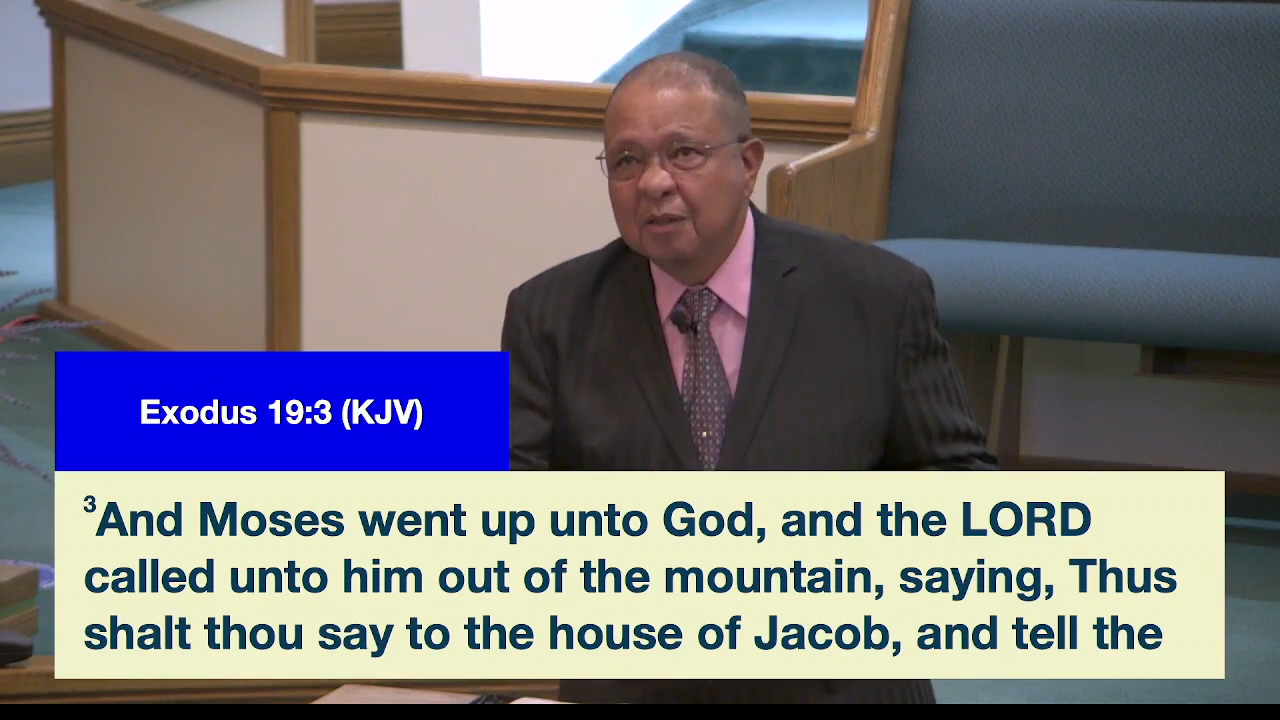 Exodus 19:3 (KJV)
3And Moses went up unto God, and the LORD
called unto him out of the mountain, saying, Thus
shalt thou say to the house of Jacob, and tell the